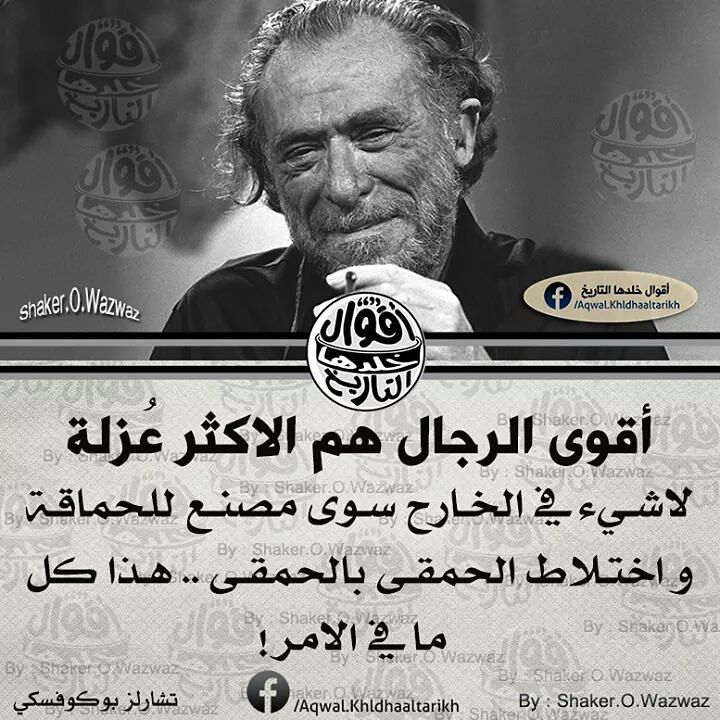 أقوال خلدها التاريخ
/Aqwal.Khldhaaltarikh
Shaker.O.Wazwaz
أقوال
خلدها
التاريخ
أقوى الرجال هم الاكثر عُزلة
لاشيء في الخارج سوى مصنع للحماقة
و اختلاط الحمقى بالحمقى .. هذا كل
ما في الامر!
تشارلز بوكوفسكي
/Aqwal.Khldhaaltarikh
By : Shaker.O.Wazwaz